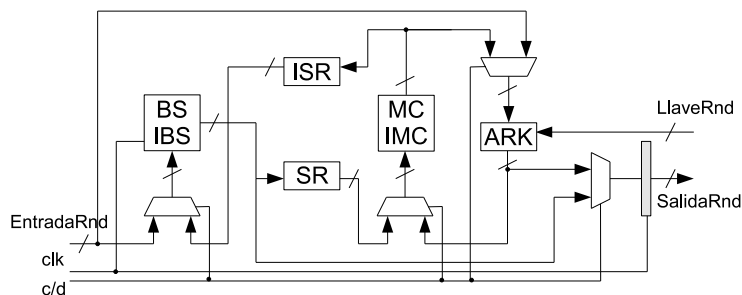 ISR
BS
IBS
MC
IMC
LlaveRnd
ARK
SR
EntradaRnd
SalidaRnd
clk
c/d